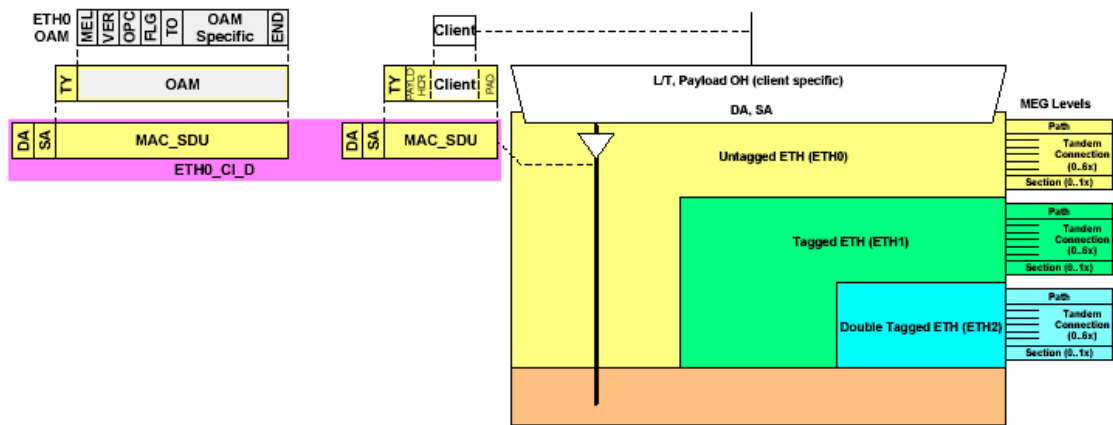 ETH0
OAM
MEL
VER
OPC
FLG
TO
OAM
Specific
END
TY
OAM
DA
SA
MAC_SDU
ETH0_CI_D
Client
TY
PAYLD
HDR
Client
PAD
DA
SA
MAC_SDU
L/T, Payload OH (client specific)
DA, SA
Untagged ETH (ETH0)
Tagged ETH (ETH1)
Double Tagged ETH (ETH2)
MEG Levels
Path
Tandem
Connection
(0..6x)
Section (0..1x)
Path
Tandem
Connection
(0..6x)
Section (0..1x)
Path
Tandem
Connection
(0..6x)
Section (0..1x)